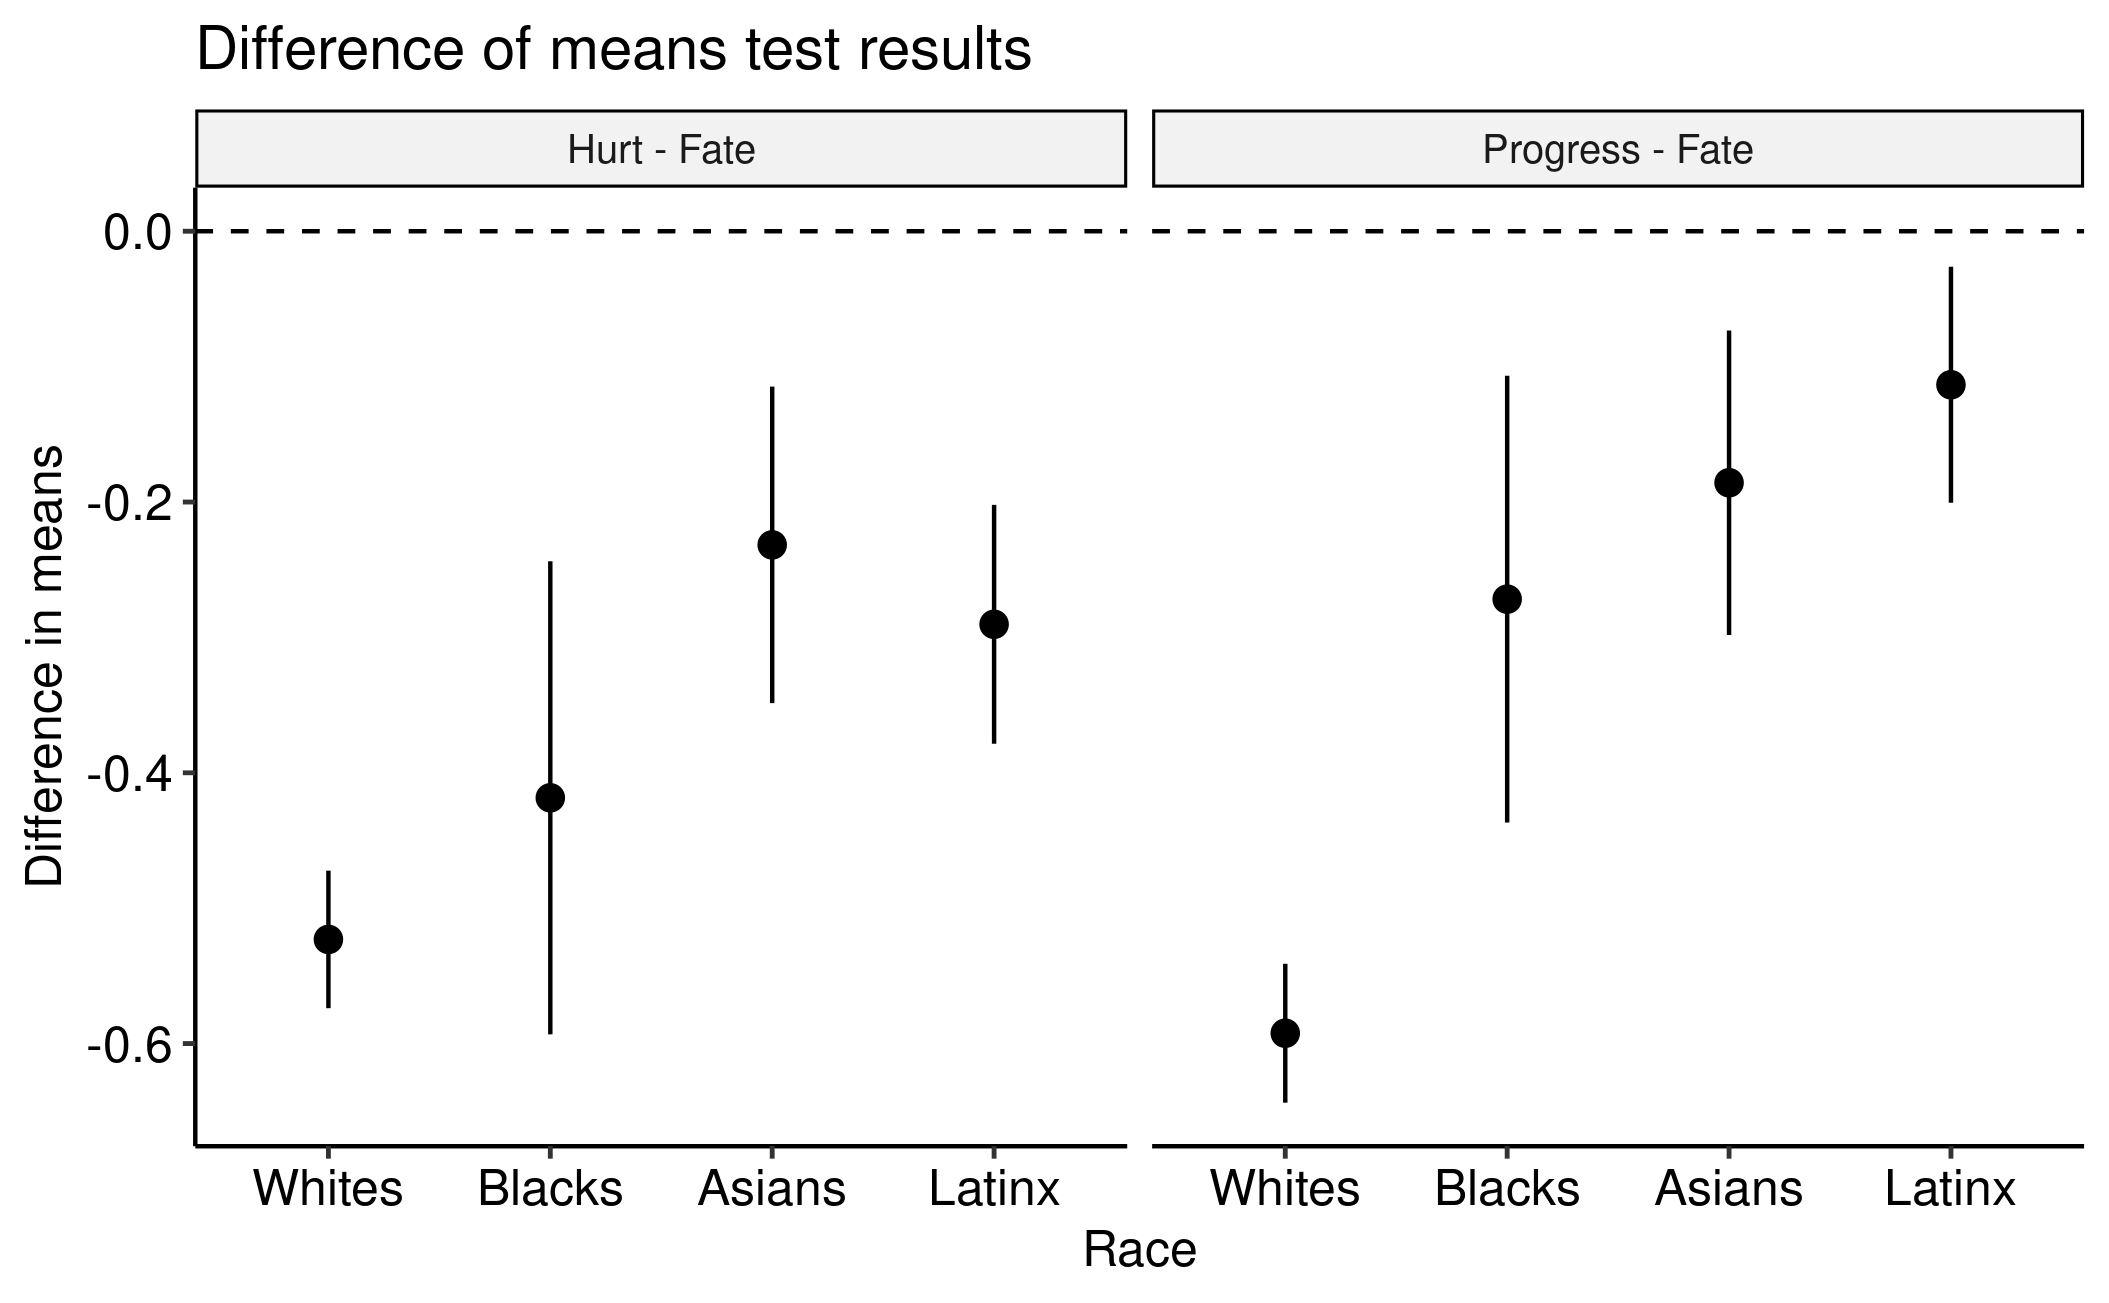 Difference of means test results
Hurt - Fate
Progress - Fate
0.0
-0.2
-0.4
-0.6
Difference in means
Whites Blacks Asians Latinx
Whites Blacks Asians Latinx
Race